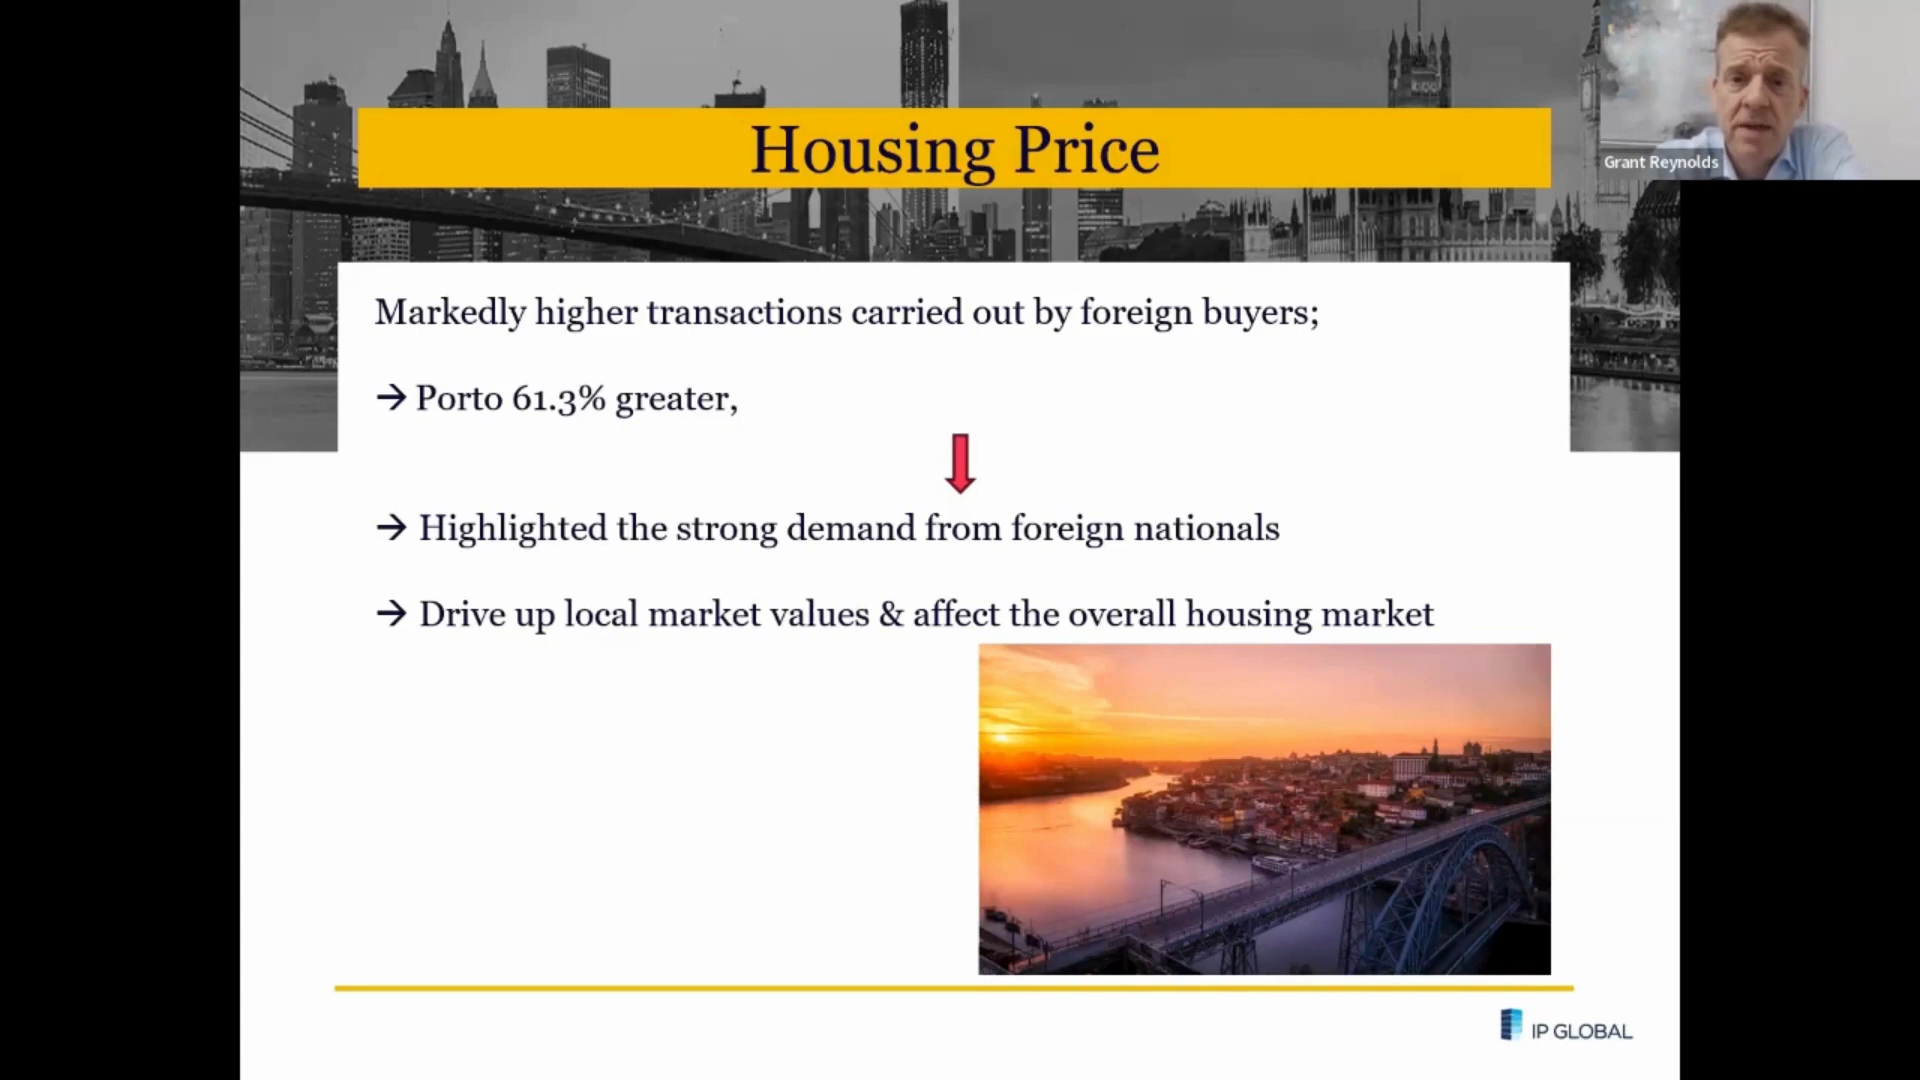 Housing Price
Grant Reynolds
Markedly higher transactions carried out by foreign buyers;
→ Porto 61.3% greater,
→ Highlighted the strong demand from foreign nationals
→ Drive up local market values & affect the overall housing market
IP GLOBAL